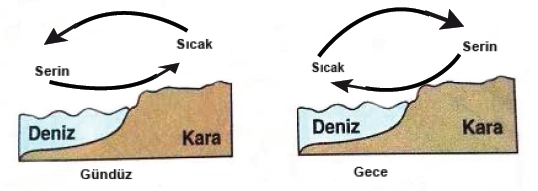 Sıcak
Serin
Deniz
Kara
Gündüz
Serin
Sıcak
Deniz
Kara
Gece